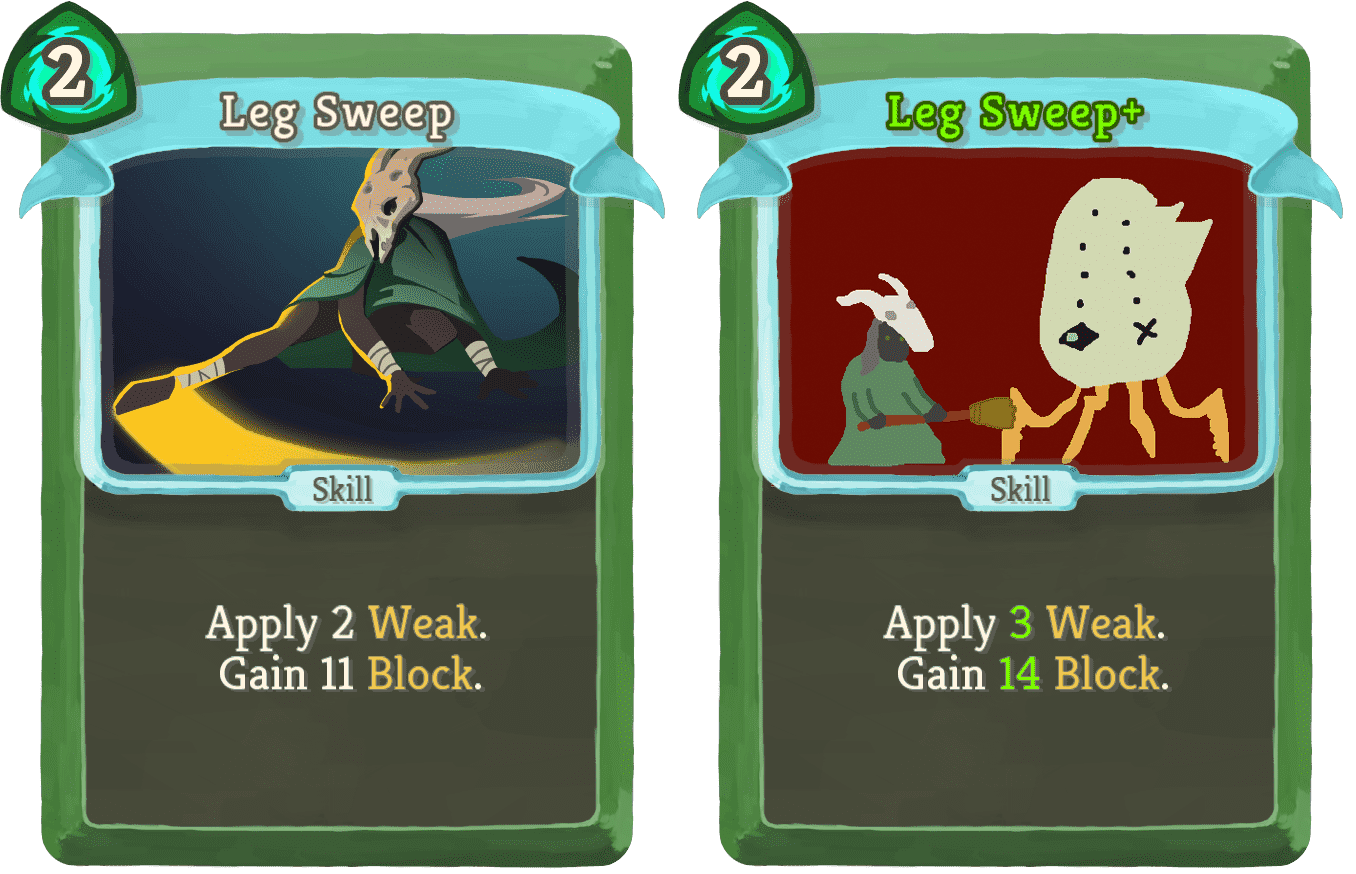 2
Leg Sweep
Skill
Apply 2 Weak.
Gain 11 Block.
2
Leg Sweep+
Skill
Apply 3 Weak.
Gain 14 Block.